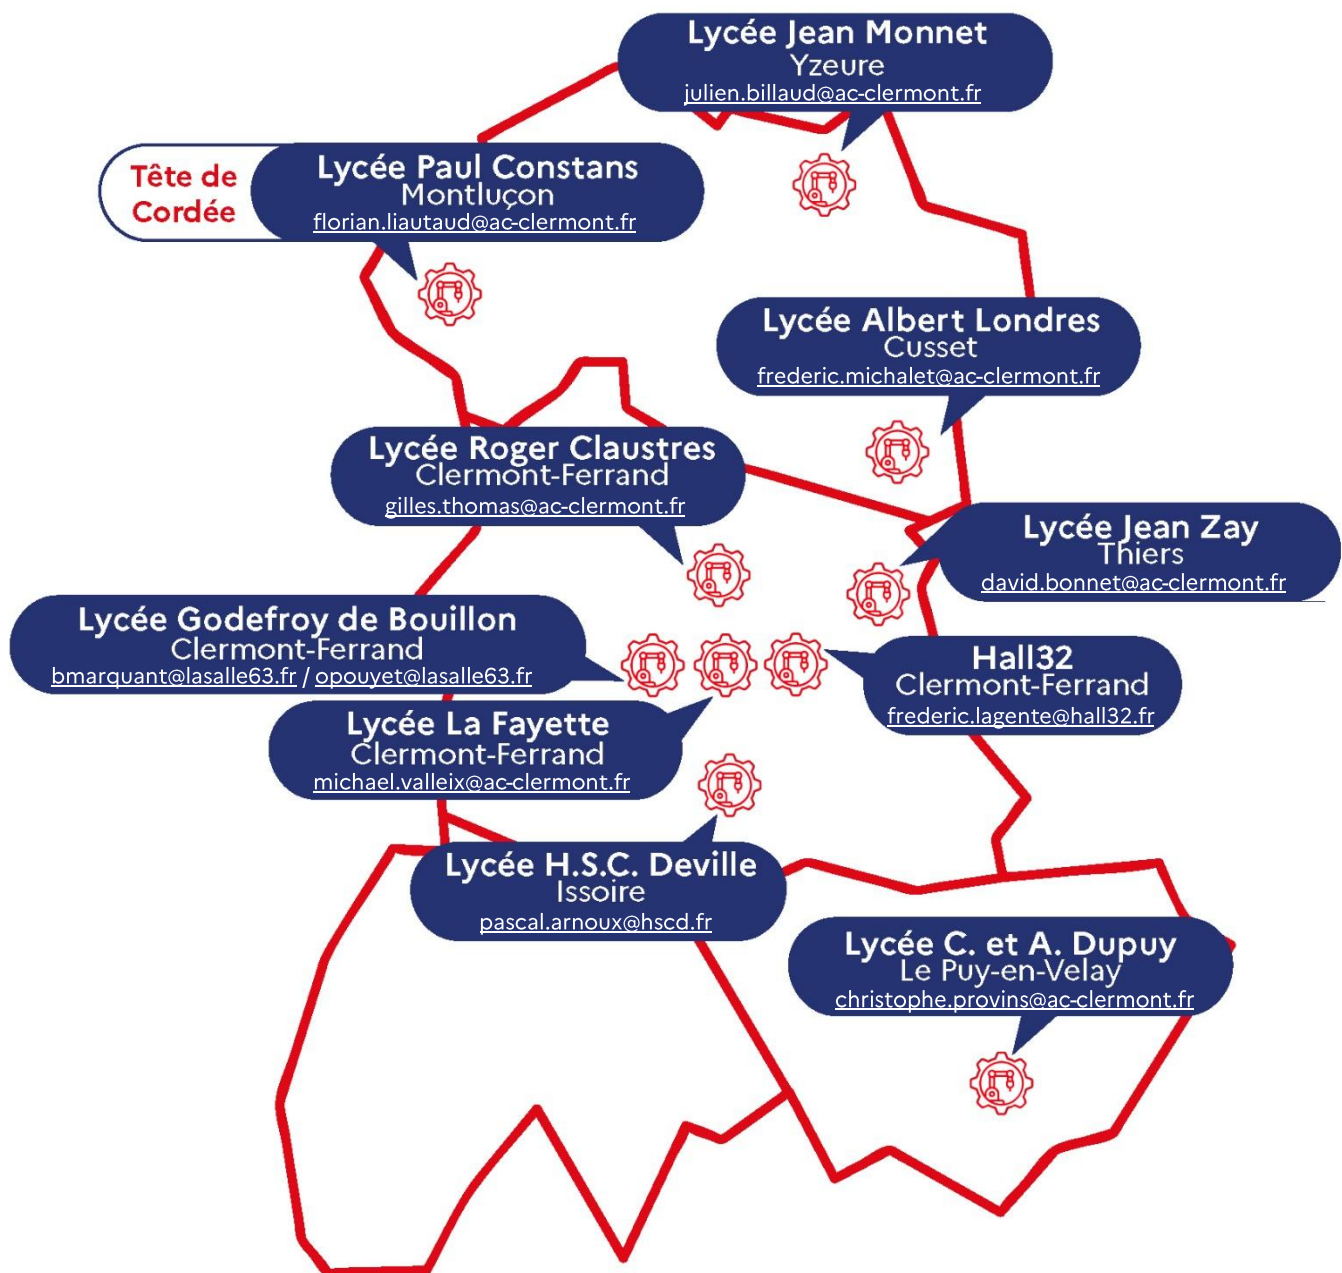 Lycée Jean Monnet
Yzeure
julien.billaud@ac-clermont.fr
Tête de
Cordée
Lycée Paul Constans
Montluçon
florian.liautaud@ac-clermont.fr
Lycée Albert Londres
Cusset
frederic.michalet@ac-clermont.fr
Lycée Roger Claustres
Clermont-Ferrand
gilles.thomas@ac-clermont.fr
Lycée Jean Zay
Thiers
david.bonnet@ac-clermont.fr
Lycée Godefroy de Bouillon
Clermont-Ferrand
bmarquant@lasalle63.fr / opouyet@lasalle63.fr
Hall32
Clermont-Ferrand
frederic.lagente@hall32.fr
Lycée La Fayette
Clermont-Ferrand
michael.valleix@ac-clermont.fr
Lycée H.S.C. Deville
Issoire
pascal.arnoux@hscd.fr
Lycée C. et A. Dupuy
Le Puy-en-Velay
christophe.provins@ac-clermont.fr